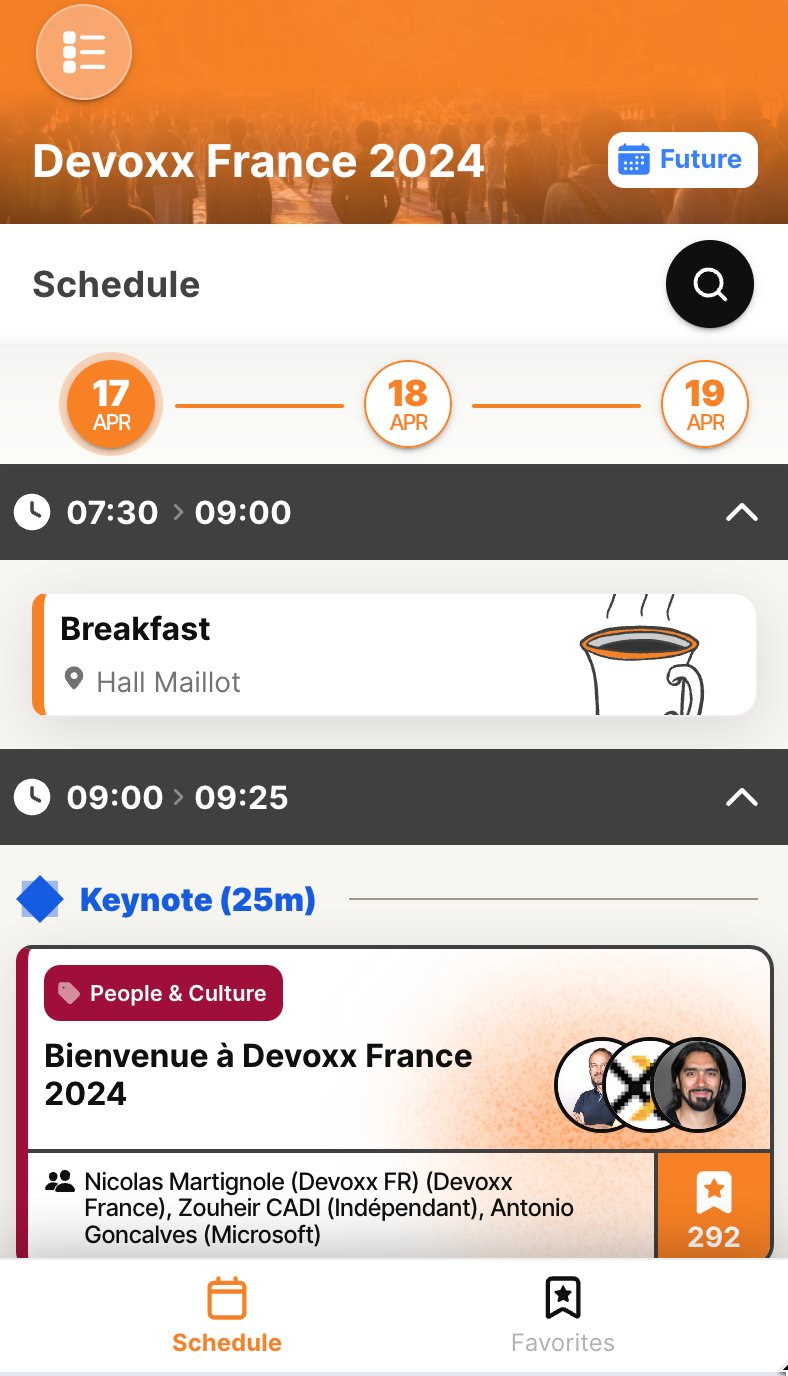 Devoxx France 2024
Future
Schedule
17
APR
18
APR
19
APR
07:30 > 09:00
Breakfast
Hall Maillot
09:00 > 09:25
Keynote (25m)
People & Culture
Bienvenue à Devoxx France
2024
Nicolas Martignole (Devoxx FR) (Devoxx
France), Zouheir CADI (Indépendant), Antonio
Goncalves (Microsoft)
292
Schedule
Favorites